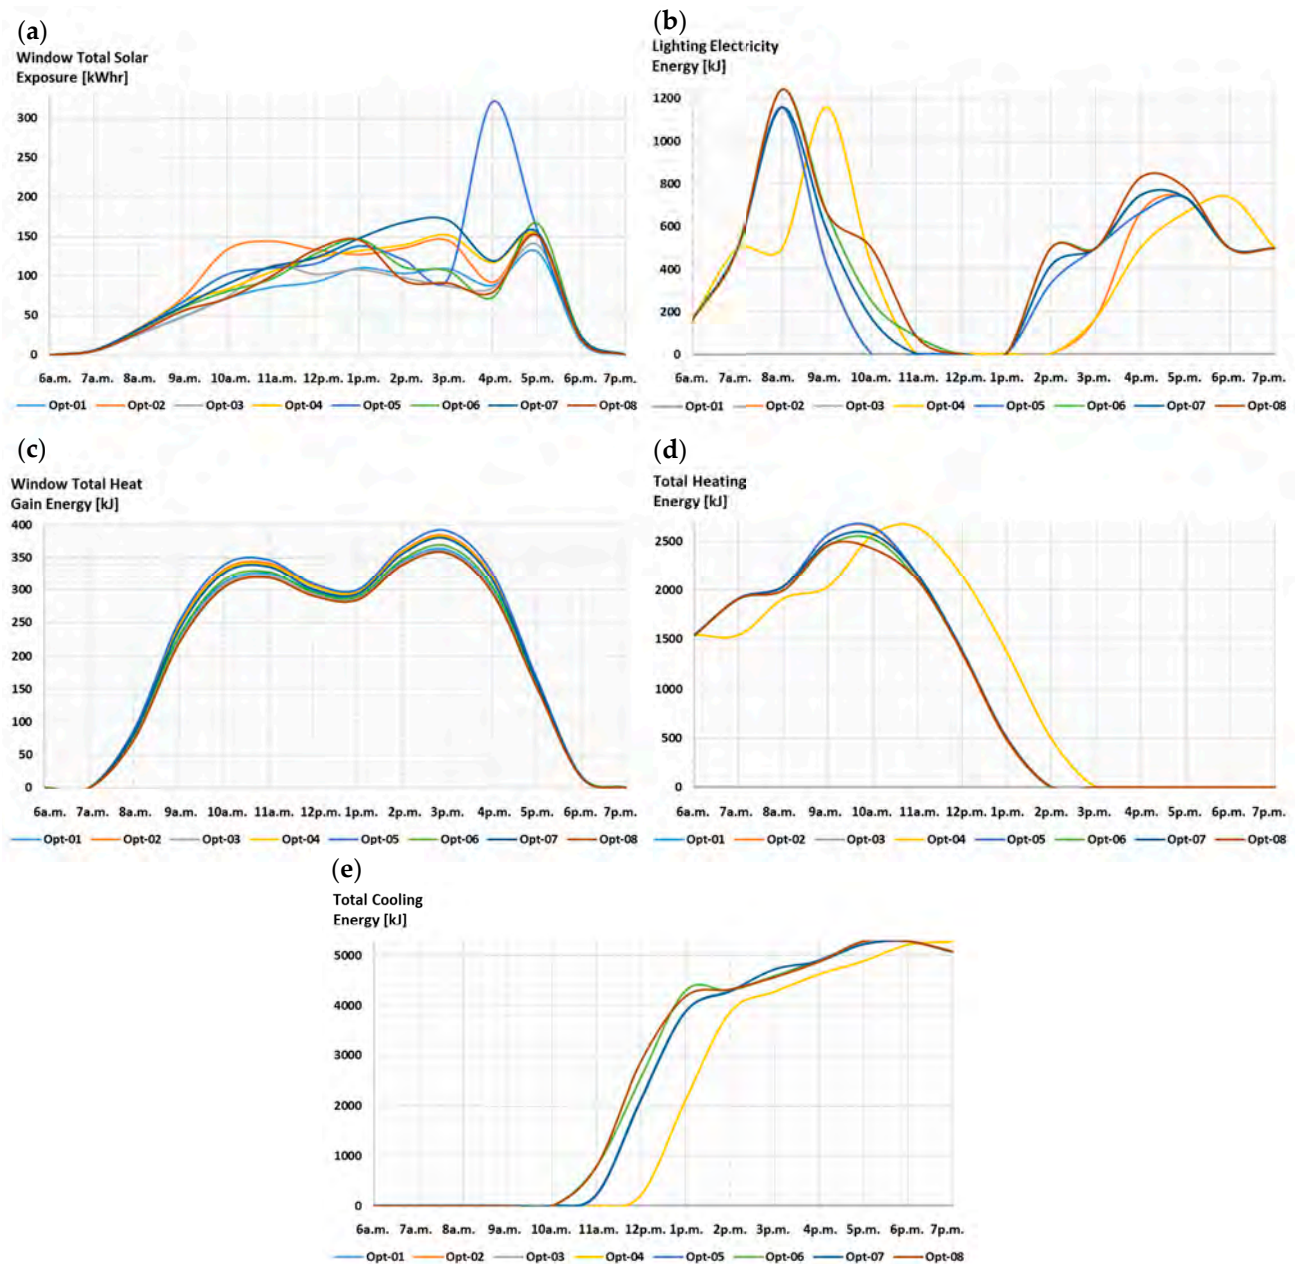 (a)
Window Total Solar
Exposure [kWhr]
300
250
200
150
100
50
0
6a.m. 7a.m. 8a.m. 9a.m. 10a.m. 11a.m. 12p.m. 1p.m. 2p.m. 3p.m. 4p.m. 5p.m. 6p.m. 7p.m.
Opt-01 Opt-02 Opt-03 Opt-04 Opt-05 Opt-06 Opt-07 Opt-08
(b)
Lighting Electricity
Energy [kJ]
1200
1000
800
600
400
200
0
6a.m. 7a.m. 8a.m. 9a.m. 10a.m. 11a.m. 12p.m. 1p.m. 2p.m. 3p.m. 4p.m. 5p.m. 6p.m. 7p.m.
Opt-01 Opt-02 Opt-03 Opt-04 Opt-05 Opt-06 Opt-07 Opt-08
(c)
Window Total Heat
Gain Energy [kJ]
400
350
300
250
200
150
100
50
0
6a.m. 7a.m. 8a.m. 9a.m. 10a.m. 11a.m. 12p.m. 1p.m. 2p.m. 3p.m. 4p.m. 5p.m. 6p.m. 7p.m.
Opt-01 Opt-02 Opt-03 Opt-04 Opt-05 Opt-06 Opt-07 Opt-08
(d)
Total Heating
Energy [kJ]
2500
2000
1500
1000
500
0
6a.m. 7a.m. 8a.m. 9a.m. 10a.m. 11a.m. 12p.m. 1p.m. 2p.m. 3p.m. 4p.m. 5p.m. 6p.m. 7p.m.
Opt-01 Opt-02 Opt-03 Opt-04 Opt-05 Opt-06 Opt-07 Opt-08
(e)
Total Cooling
Energy [kJ]
5000
4000
3000
2000
1000
0
6a.m. 7a.m. 8a.m. 9a.m. 10a.m. 11a.m. 12p.m. 1p.m. 2p.m. 3p.m. 4p.m. 5p.m. 6p.m. 7p.m.
Opt-01 Opt-02 Opt-03 Opt-04 Opt-05 Opt-06 Opt-07 Opt-08